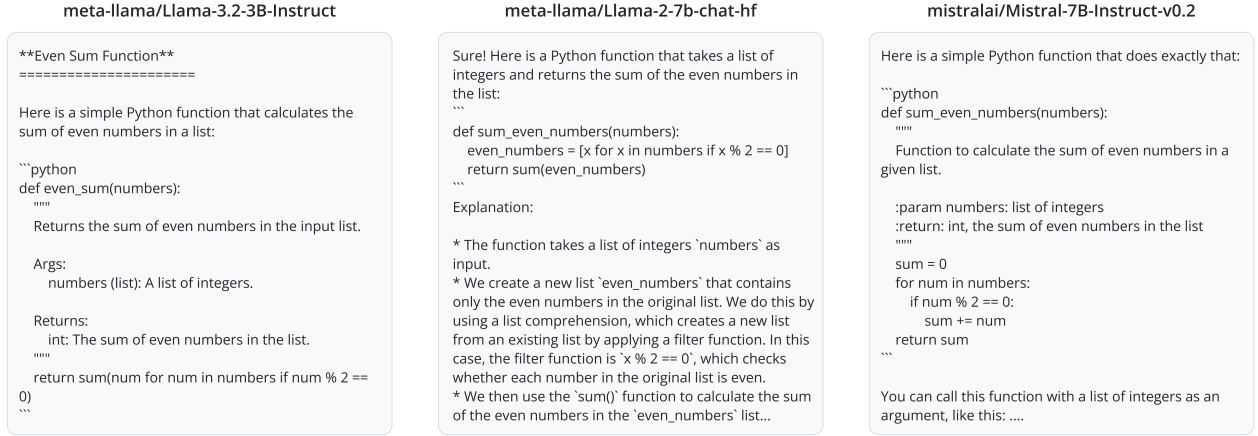 meta-llama/Llama-3.2-3B-Instruct
**Even Sum Function**
======================
Here is a simple Python function that calculates the
sum of even numbers in a list:
```python
def even_sum(numbers):
    """
    Returns the sum of even numbers in the input list.
    Args:
        numbers (list): A list of integers.
    Returns:
        int: The sum of even numbers in the list.
    """
    return sum(num for num in numbers if num % 2 ==
0)
```
meta-llama/Llama-2-7b-chat-hf
Sure! Here is a Python function that takes a list of
integers and returns the sum of the even numbers in
the list:
```
def sum_even_numbers(numbers):
    even_numbers = [x for x in numbers if x % 2 == 0]
    return sum(even_numbers)
```
Explanation:
* The function takes a list of integers `numbers` as
input.
* We create a new list `even_numbers` that contains
only the even numbers in the original list. We do this by
using a list comprehension, which creates a new list
from an existing list by applying a filter function. In this
case, the filter function is `x % 2 == 0`, which checks
whether each number in the original list is even.
* We then use the `sum()` function to calculate the sum
of the even numbers in the `even_numbers` list...
mistralai/Mistral-7B-Instruct-v0.2
Here is a simple Python function that does exactly that:
```python
def sum_even_numbers(numbers):
    """
    Function to calculate the sum of even numbers in a
given list.
    :param numbers: list of integers
    :return: int, the sum of even numbers in the list
    """
    sum = 0
    for num in numbers:
        if num % 2 == 0:
            sum += num
    return sum
```
You can call this function with a list of integers as an
argument, like this: ....